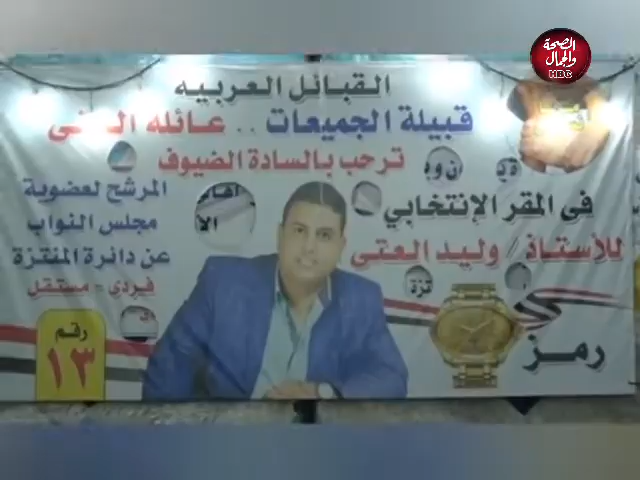 الصحة
والجمال
HBG
القبائل العربيه
قبيلة الجميعات .. عائله
ترحب بالسادة الضيوف
فى المقر الإنتخابي
للأستاذ / وليد العتى
المرشح لعضوية
مجلس النواب
عن دائرة المنتزة
فردي - مستقل
رقم
١٣
رمز